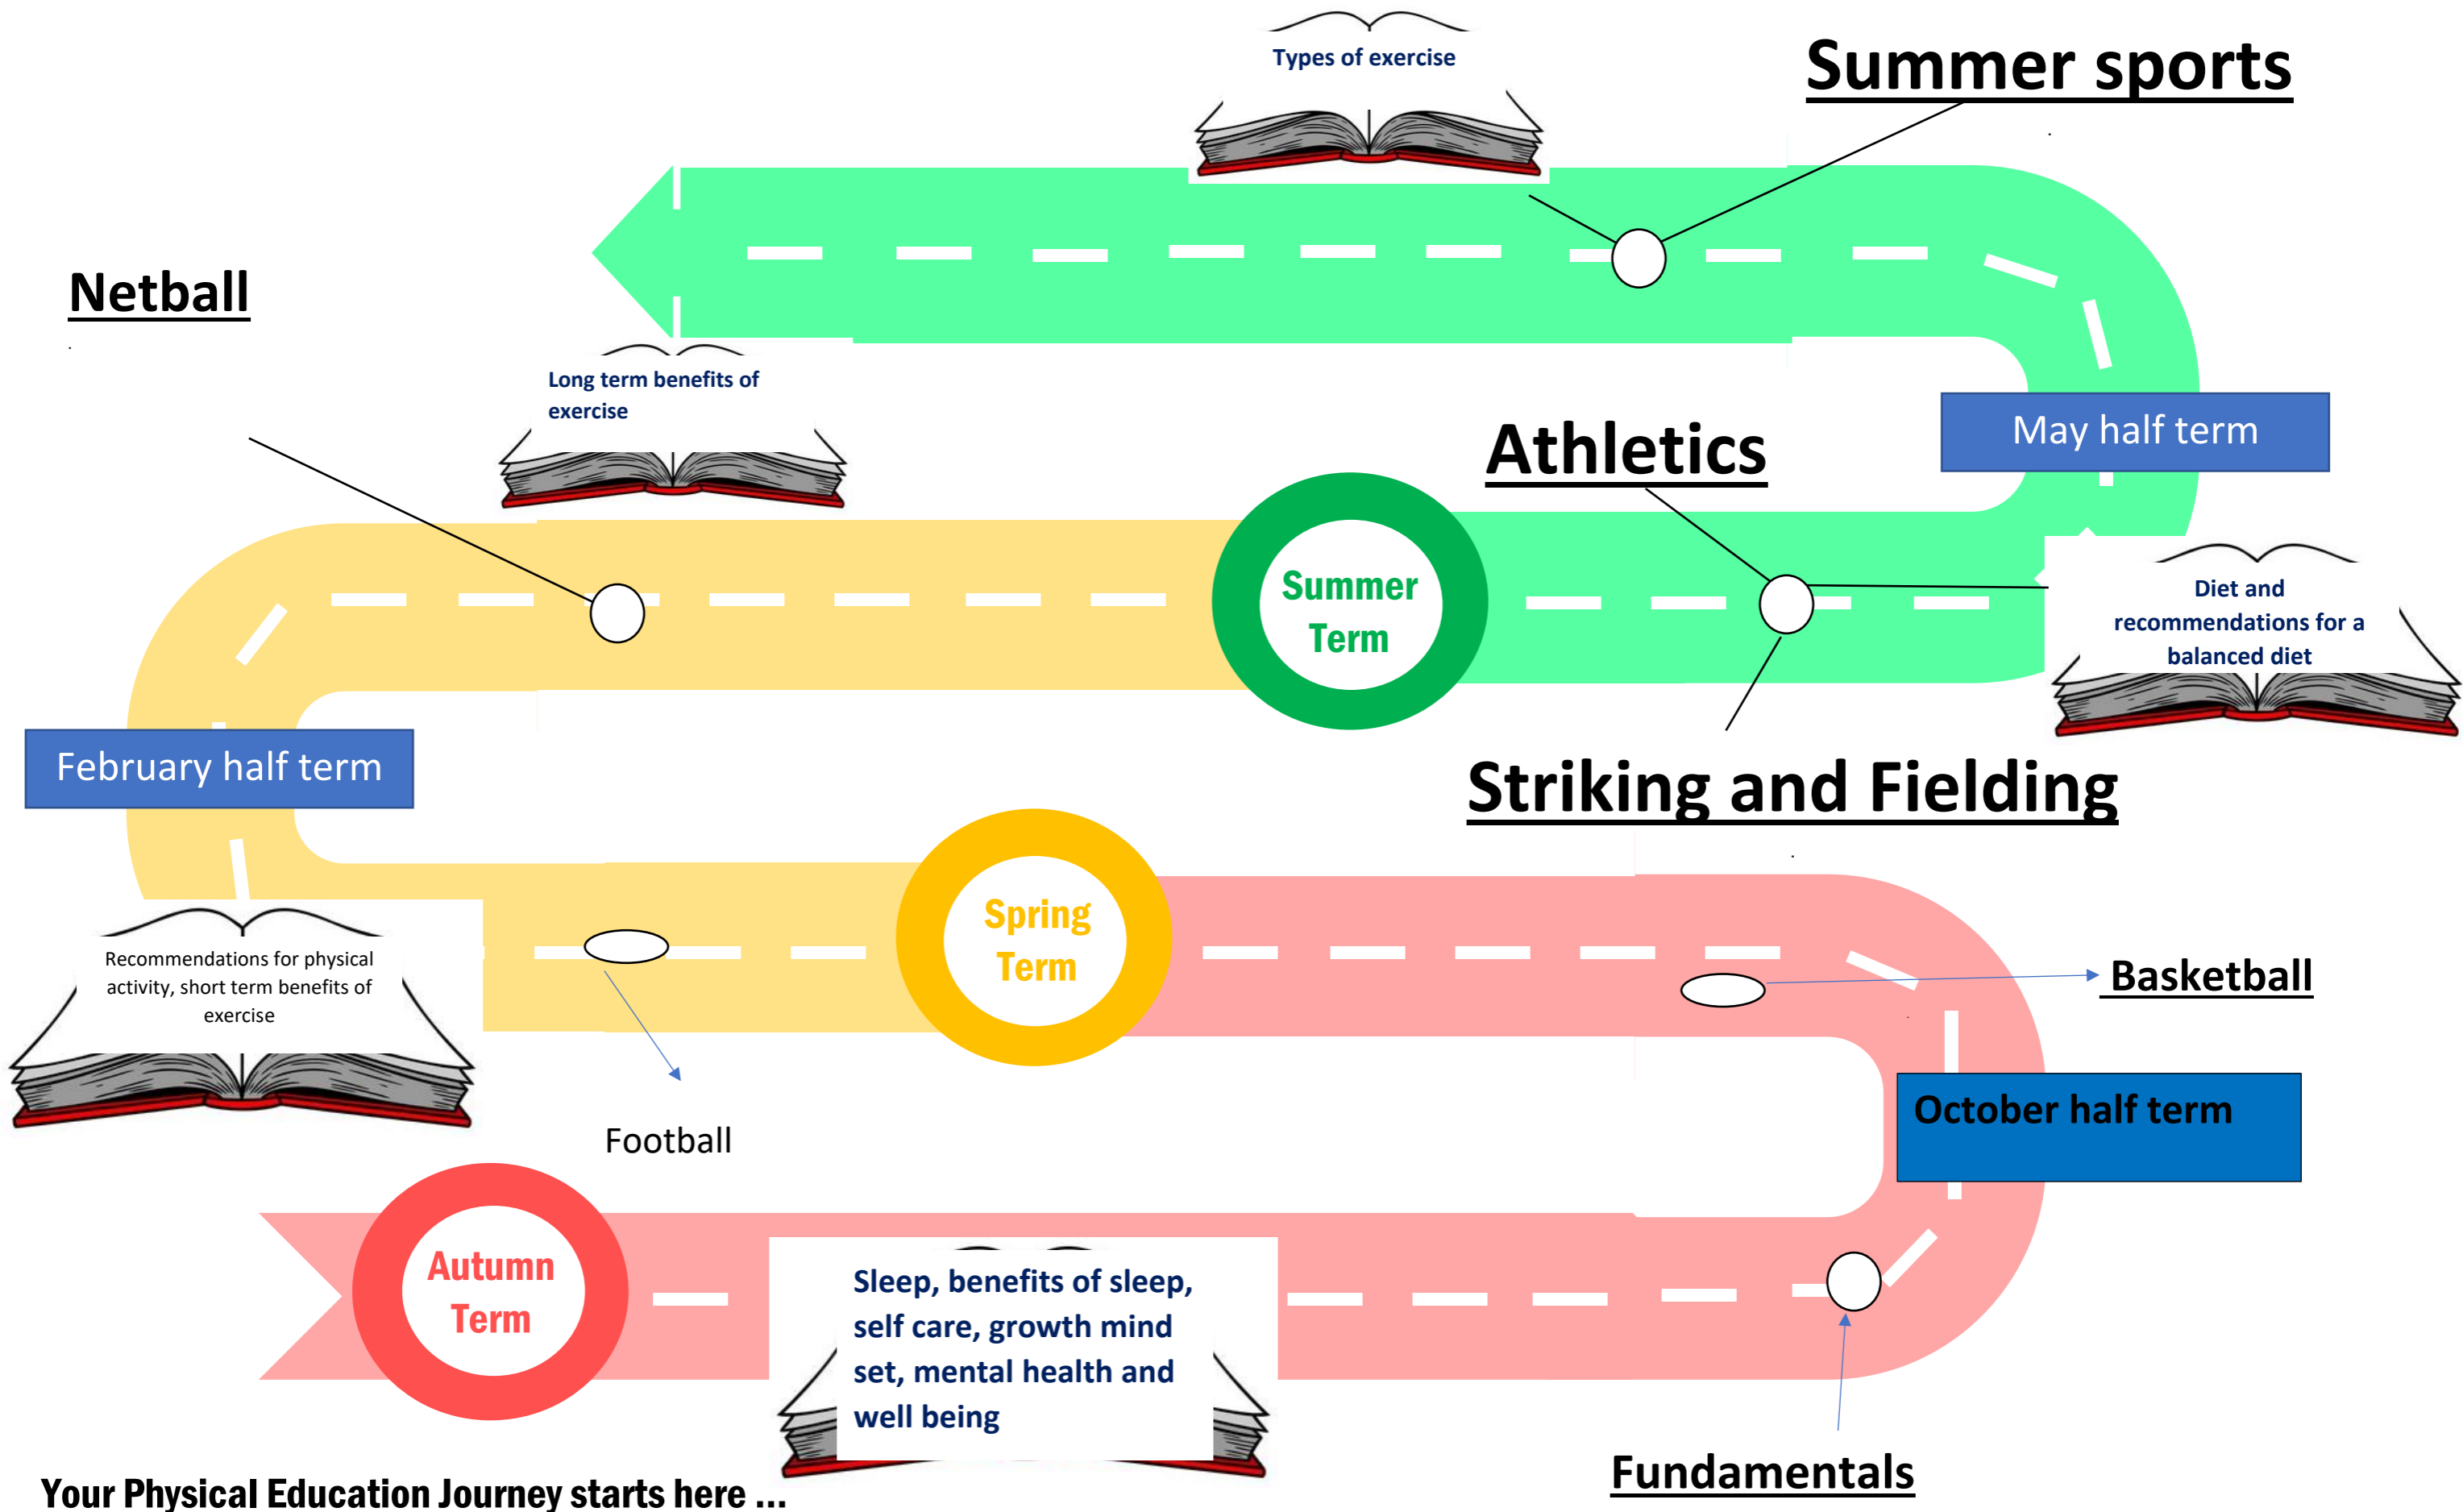 Types of exercise
Summer sports
Netball
Long term benefits of
exercise
Athletics
May half term
Summer
Term
Diet and
recommendations for a
balanced diet
February half term
Striking and Fielding
Spring
Term
Recommendations for physical
activity, short term benefits of
exercise
Basketball
October half term
Football
Autumn
Term
Sleep, benefits of sleep,
self care, growth mind
set, mental health and
well being
Fundamentals
Your Physical Education Journey starts here ...